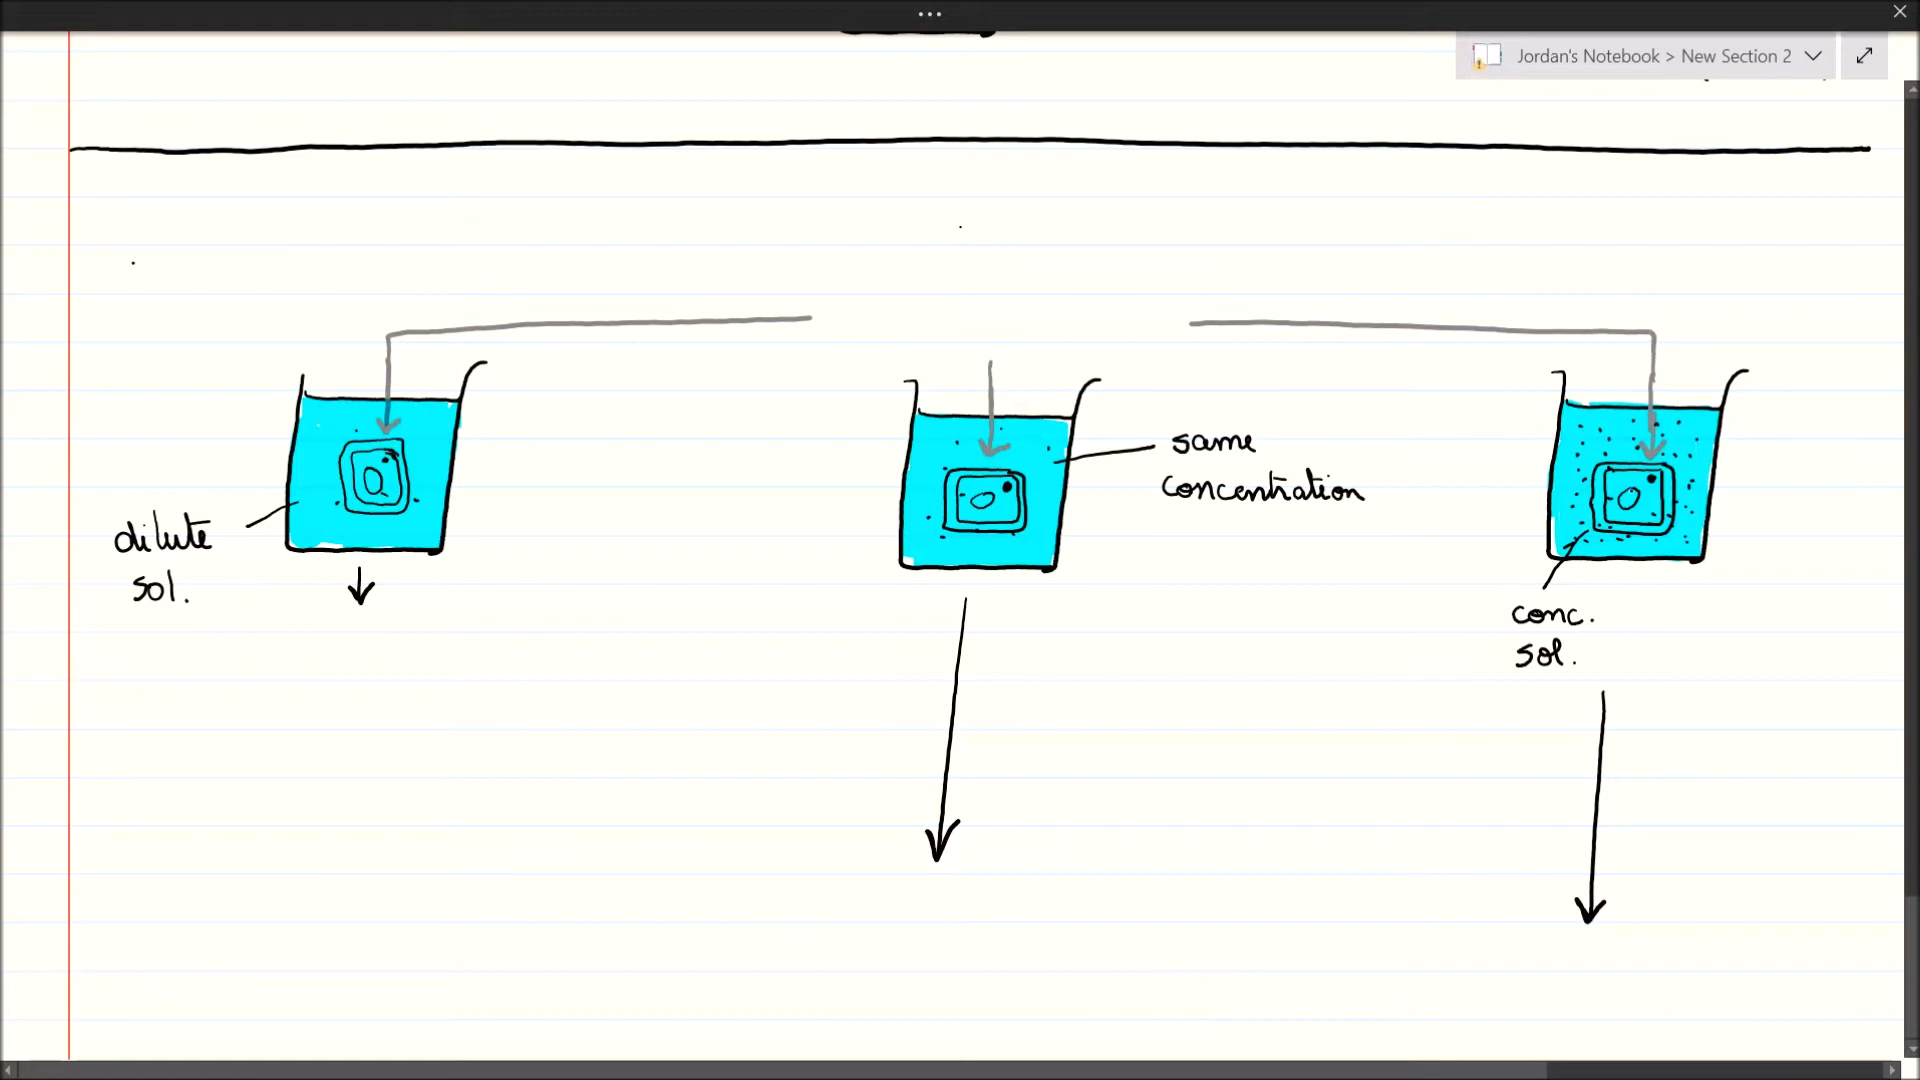 Jordan's Notebook > New Section 2
dilute
sol.
same
concentration
conc.
sol.